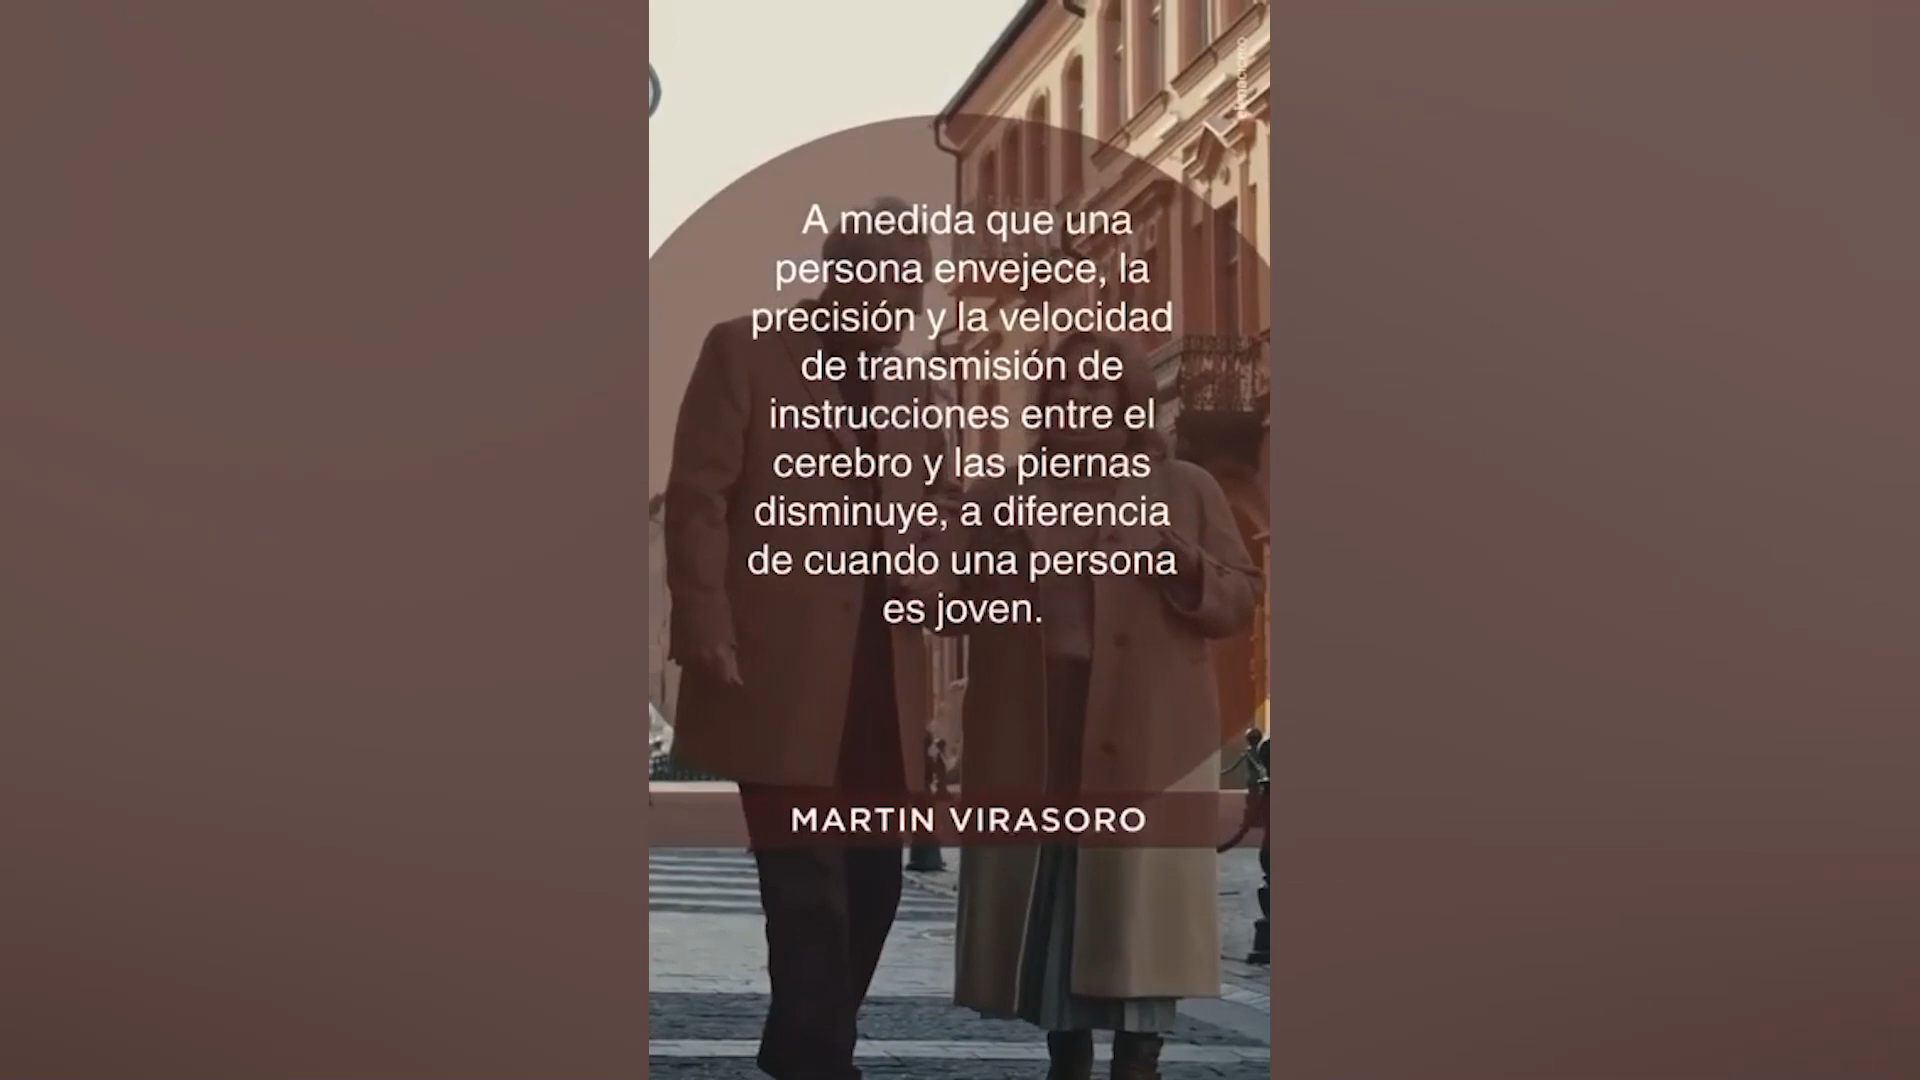 A medida que una
persona envejece, la
precisión y la velocidad
de transmisión de
instrucciones entre el
cerebro y las piernas
disminuye, a diferencia
de cuando una persona
es joven.
MARTIN VIRASORO